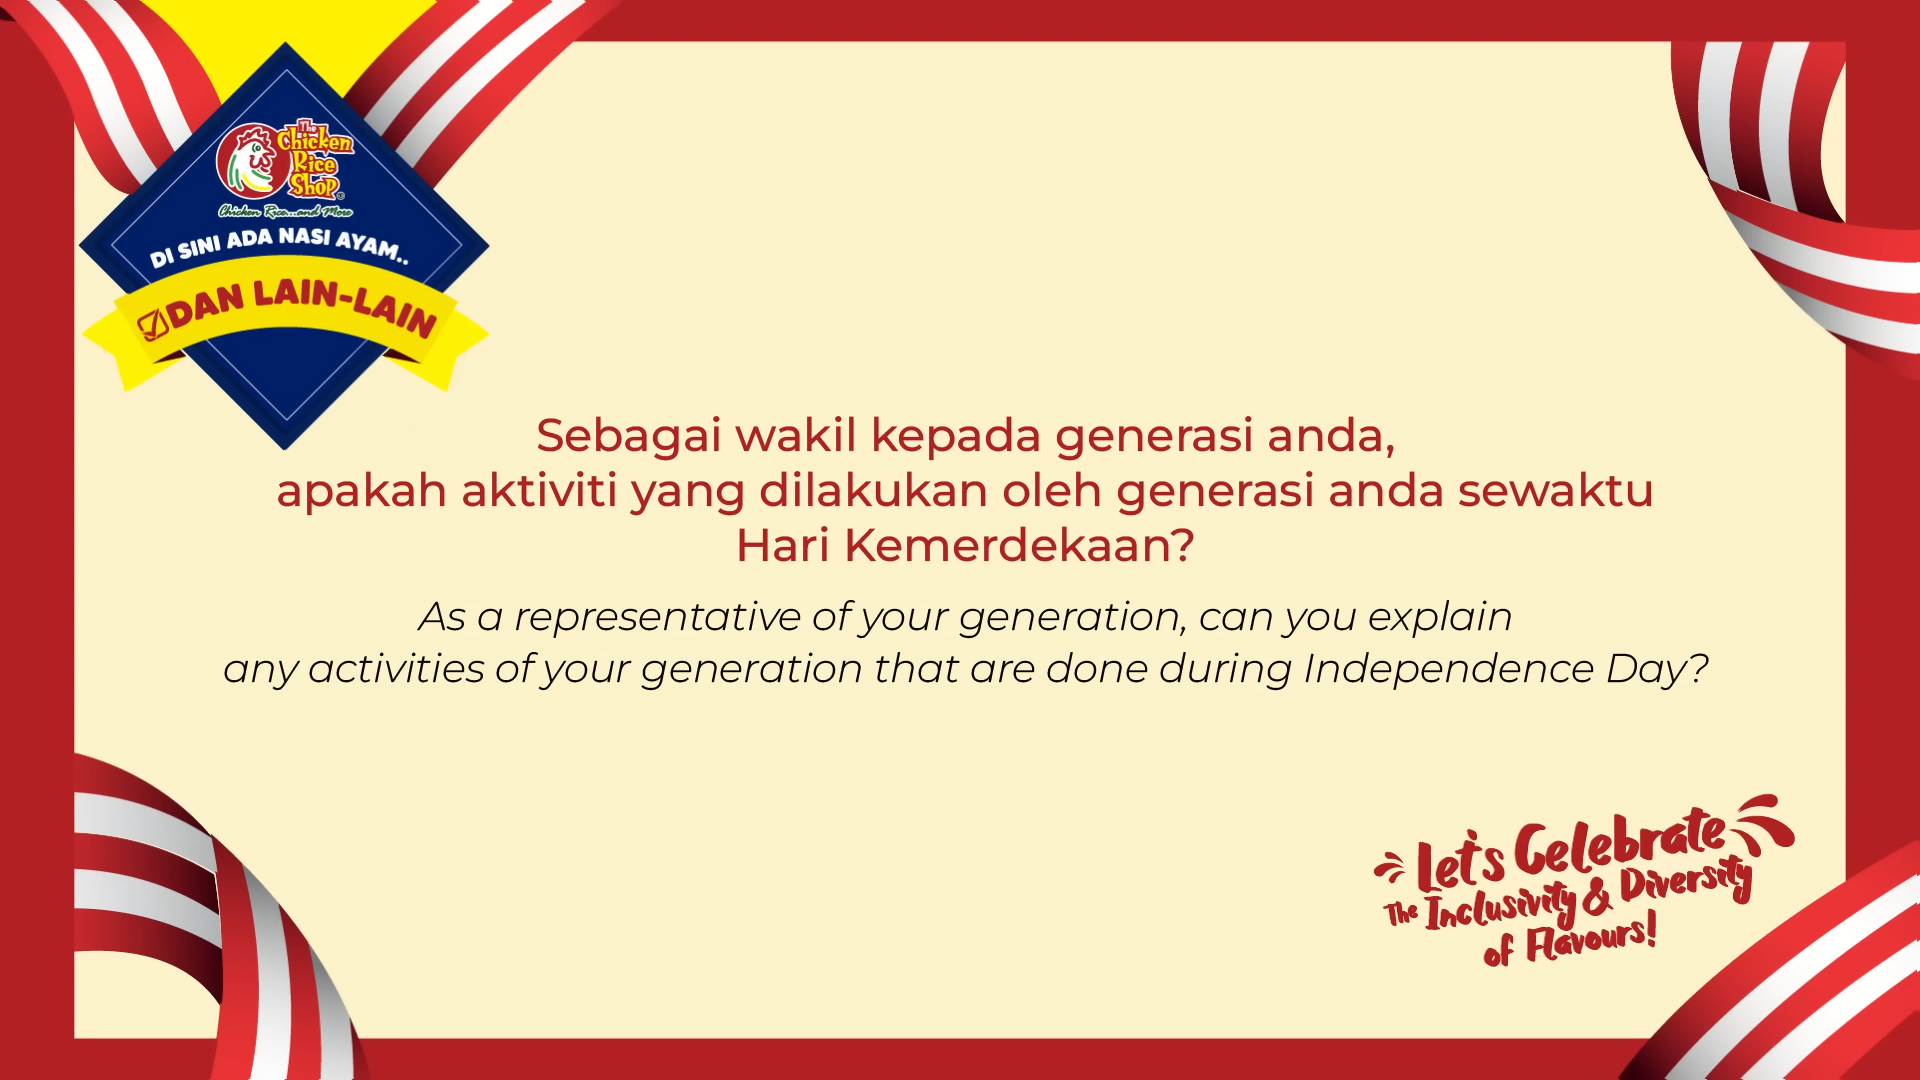 The
Chicken
Rice
Shop
Chicken Rice...and More
DI SINI ADA NASI AYAM..
DAN LAIN-LAIN
Sebagai wakil kepada generasi anda,
apakah aktiviti yang dilakukan oleh generasi anda sewaktu
Hari Kemerdekaan?
As a representative of your generation, can you explain
any activities of your generation that are done during Independence Day?
Let's Celebrate
The Inclusivity & Diversity
of Flavours!